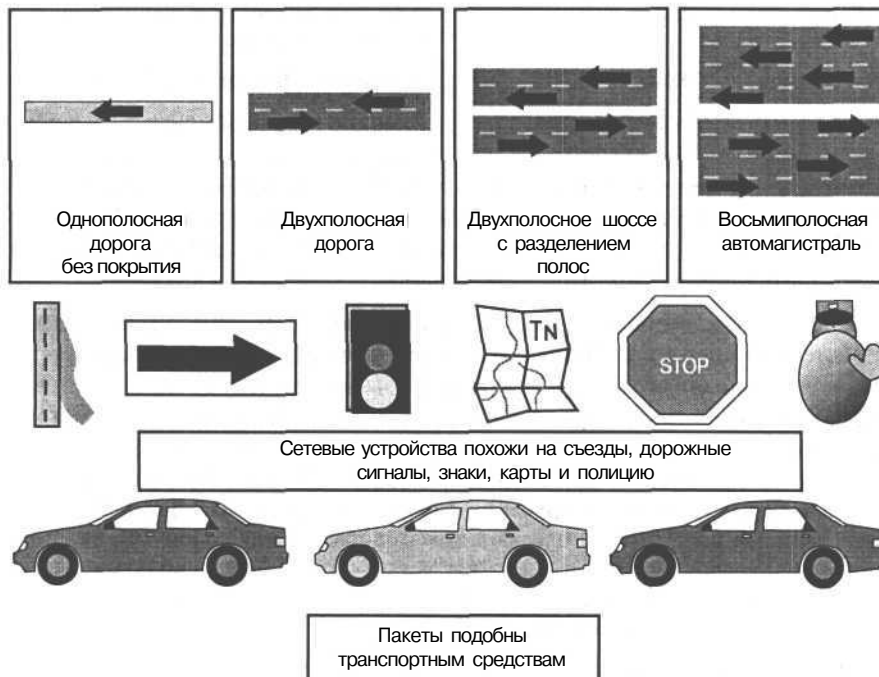 Однополосная
дорога
без покрытия
Двухполосная
дорога
Двухполосное шоссе
с разделением
полос
Восьмиполосная
автомагистраль
TN
STOP
Сетевые устройства похожи на съезды, дорожные
сигналы, знаки, карты и полицию
Пакеты подобны
транспортным средствам